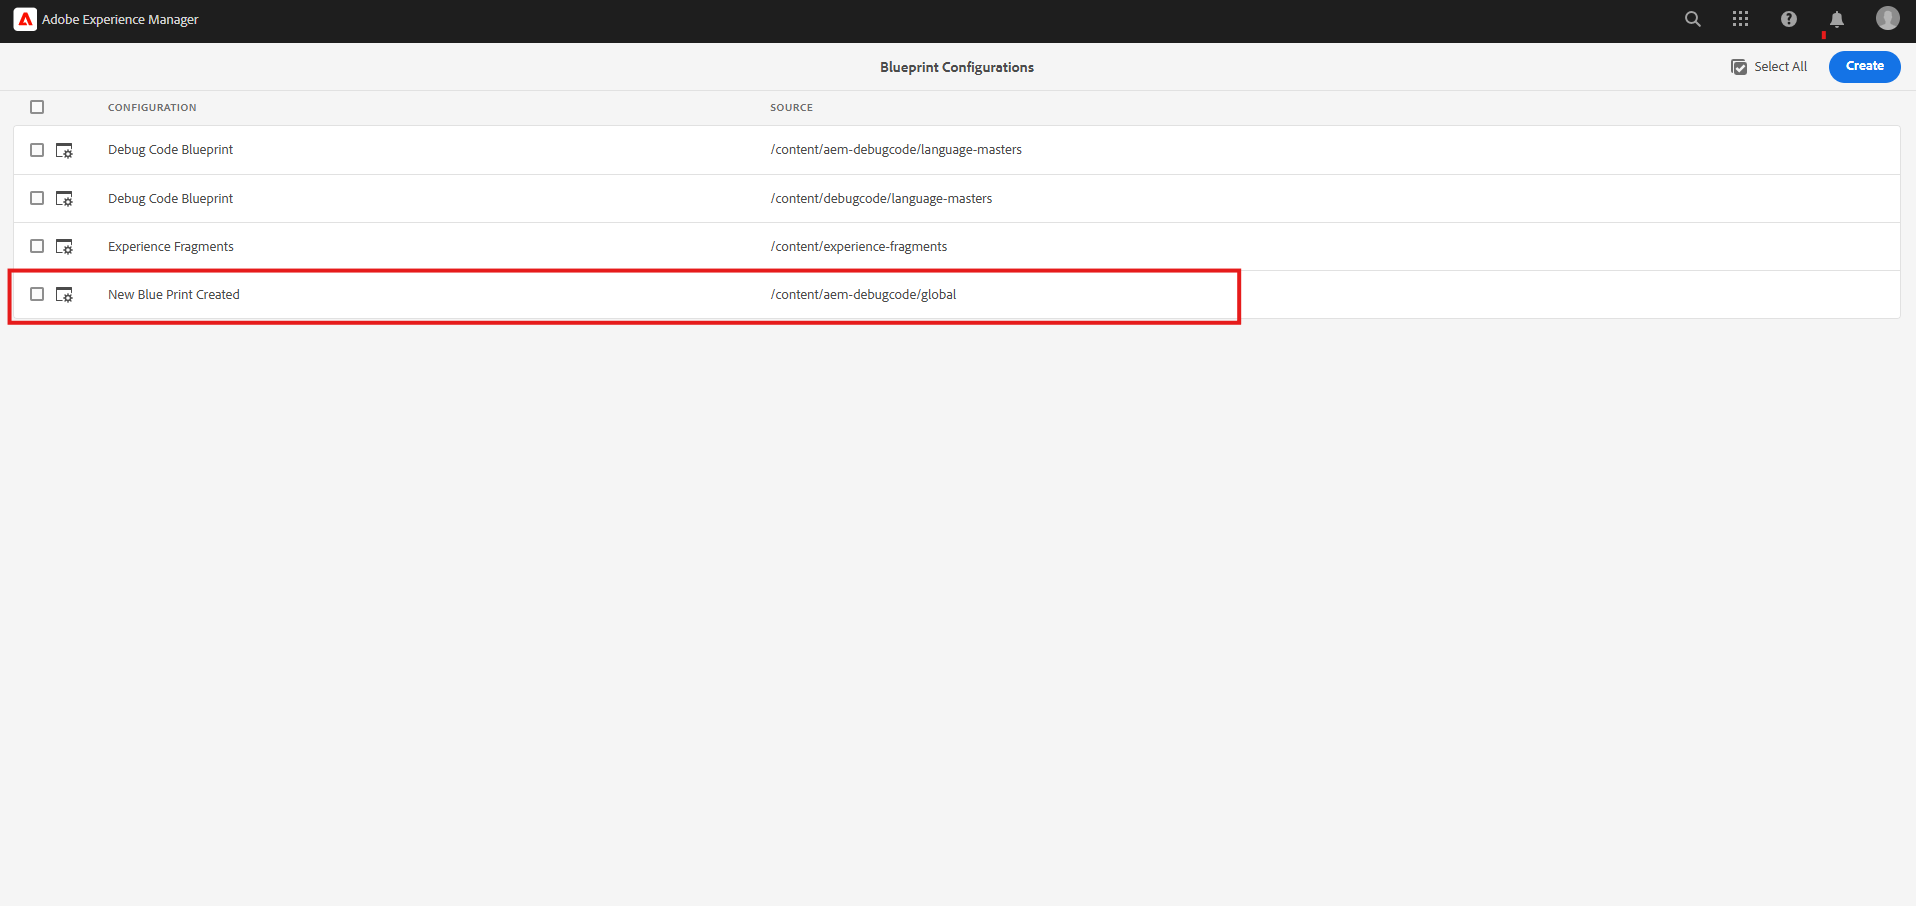 Adobe Experience Manager
Blueprint Configurations
Select All
Create
CONFIGURATION SOURCE
Debug Code Blueprint /content/aem-debugcode/language-masters
Debug Code Blueprint /content/debugcode/language-masters
Experience Fragments /content/experience-fragments
New Blue Print Created /content/aem-debugcode/global